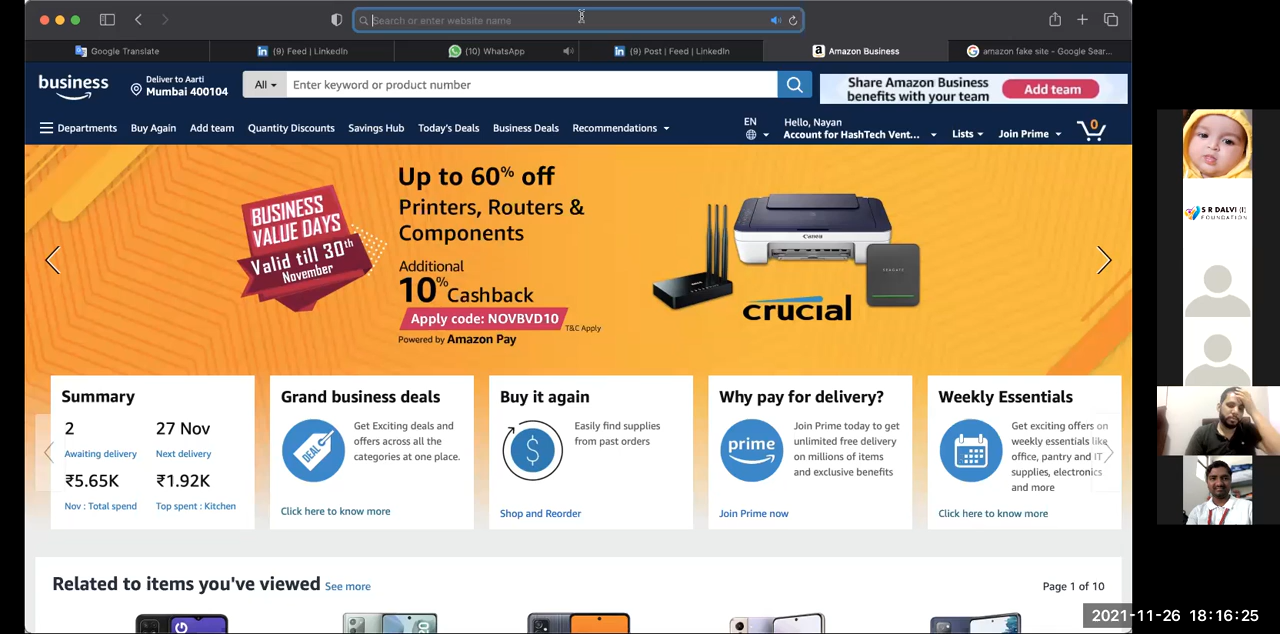 Search or enter website name
Google Translate
(9) Feed | LinkedIn
(10) WhatsApp
(9) Post | Feed | LinkedIn
Amazon Business
amazon fake site - Google Sear...
business
Deliver to Aarti
Mumbai 400104
All
Enter keyword or product number
Share Amazon Business
benefits with your team
Add team
Departments
Buy Again
Add team
Quantity Discounts
Savings Hub
Today's Deals
Business Deals
Recommendations
EN
Hello, Nayan
Account for HashTech Vent...
Lists
Join Prime
0
BUSINESS
VALUE DAYS
Valid till 30th
November
Up to 60% off
Printers, Routers &
Components
Additional
10% Cashback
Apply code: NOVBVD10
T&C Apply
Powered by Amazon Pay
Canon
SEAGATE
crucial
S R DALVI (I)
FOUNDATION
Summary
2
Awaiting delivery
27 Nov
Next delivery
₹5.65K
Nov : Total spend
₹1.92K
Top spent : Kitchen
Grand business deals
DEAL
Get Exciting deals and
offers across all the
categories at one place.
Click here to know more
Buy it again
$
Easily find supplies
from past orders
Shop and Reorder
Why pay for delivery?
prime
Join Prime today to get
unlimited free delivery
on millions of items
and exclusive benefits
Join Prime now
Weekly Essentials
Get exciting offers on
weekly essentials like
office, pantry and IT
supplies, electronics
and more
Click here to know more
Related to items you've viewed See more
Page 1 of 10
2021-11-26 18:16:25